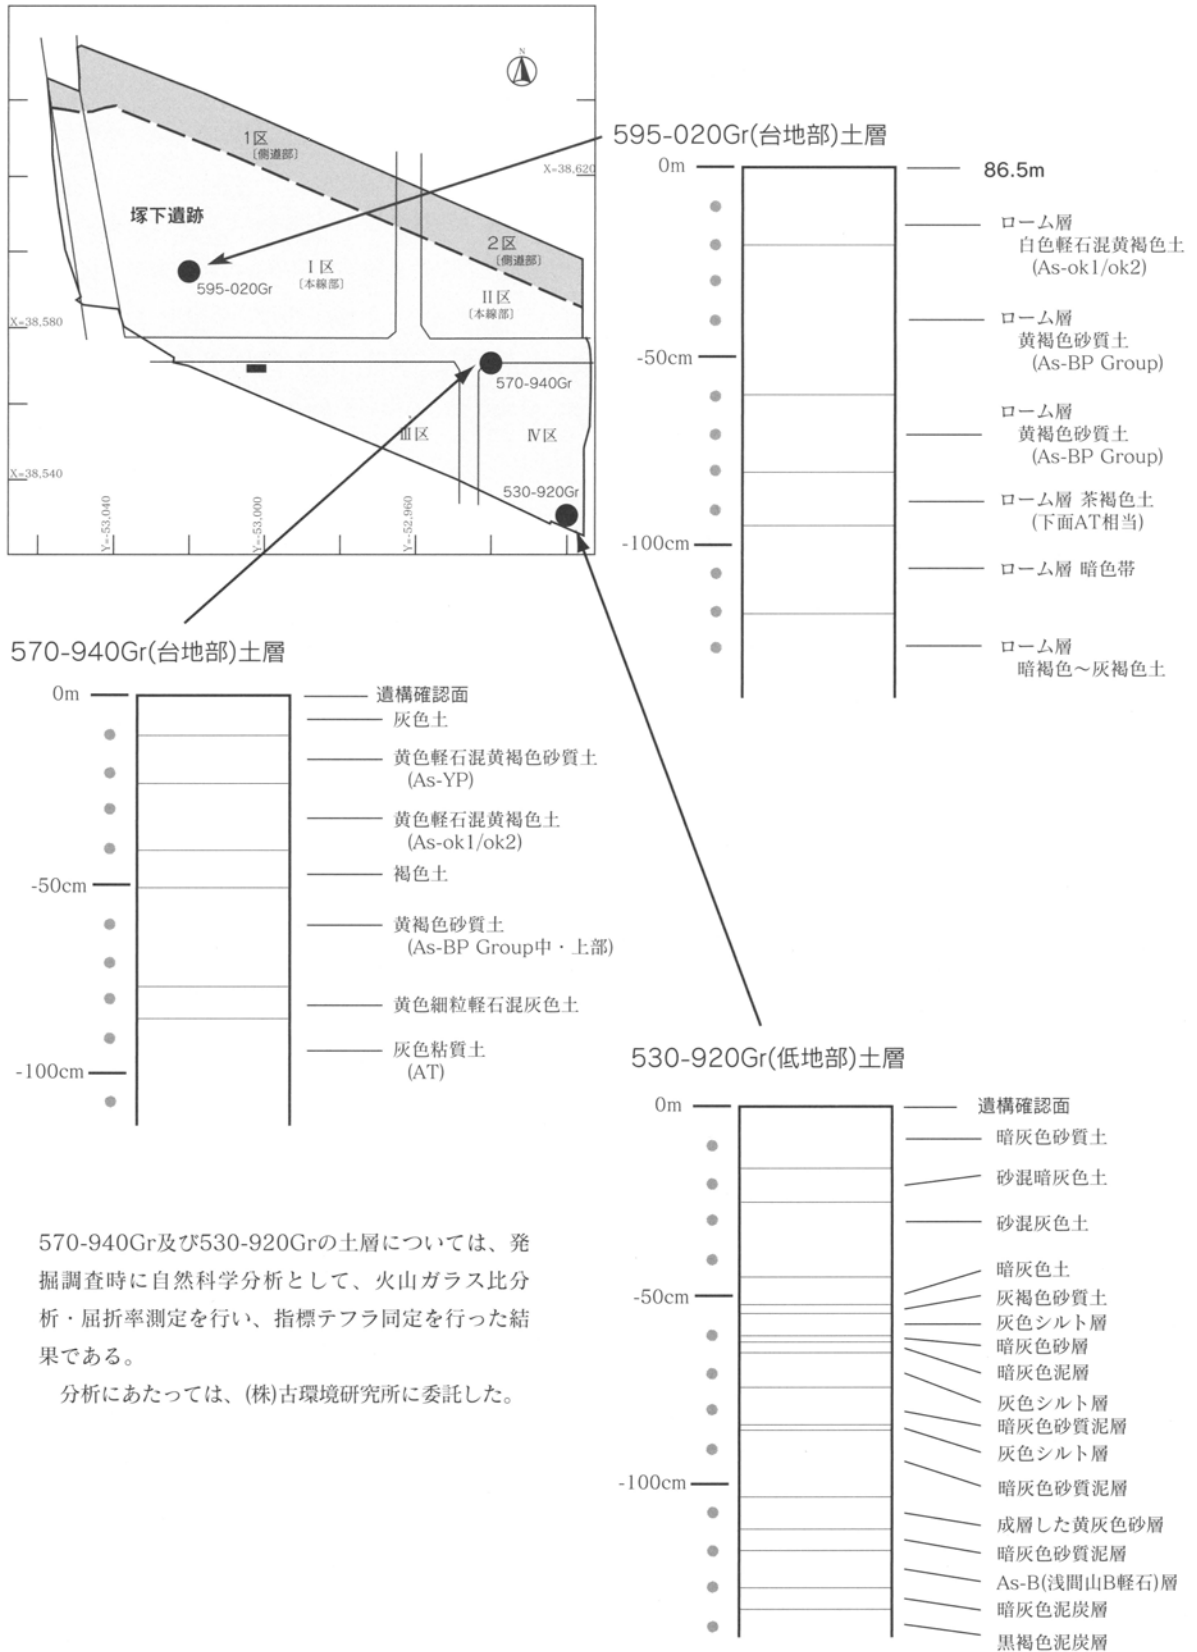 N
1区
〔側道部〕
X=38,620
塚下遺跡
2区
〔側道部〕
Ⅰ区
〔本線部〕
595-020Gr
Ⅱ区
〔本線部〕
X=38,580
570-940Gr
Ⅲ区
Ⅳ区
X=38,540
530-920Gr
Y=-53,040
Y=-53,000
Y=-52,960
595-020Gr(台地部)土層
0m
86.5m
ローム層
白色軽石混黄褐色土
(As-ok1/ok2)
ローム層
黄褐色砂質土
(As-BP Group)
-50cm
ローム層
黄褐色砂質土
(As-BP Group)
ローム層 茶褐色土
(下面AT相当)
-100cm
ローム層 暗色帯
ローム層
暗褐色～灰褐色土
570-940Gr(台地部)土層
0m
遺構確認面
灰色土
黄色軽石混黄褐色砂質土
(As-YP)
黄色軽石混黄褐色土
(As-ok1/ok2)
-50cm
褐色土
黄褐色砂質土
(As-BP Group中・上部)
黄色細粒軽石混灰色土
灰色粘質土
(AT)
-100cm
530-920Gr(低地部)土層
0m
遺構確認面
暗灰色砂質土
砂混暗灰色土
砂混灰色土
暗灰色土
-50cm
灰褐色砂質土
灰色シルト層
暗灰色砂層
暗灰色泥層
灰色シルト層
暗灰色砂質泥層
灰色シルト層
暗灰色砂質泥層
-100cm
成層した黄灰色砂層
暗灰色砂質泥層
As-B(浅間山B軽石)層
暗灰色泥炭層
黒褐色泥炭層
570-940Gr及び530-920Grの土層については、発
掘調査時に自然科学分析として、火山ガラス比分
析・屈折率測定を行い、指標テフラ同定を行った結
果である。
分析にあたっては、(株)古環境研究所に委託した。